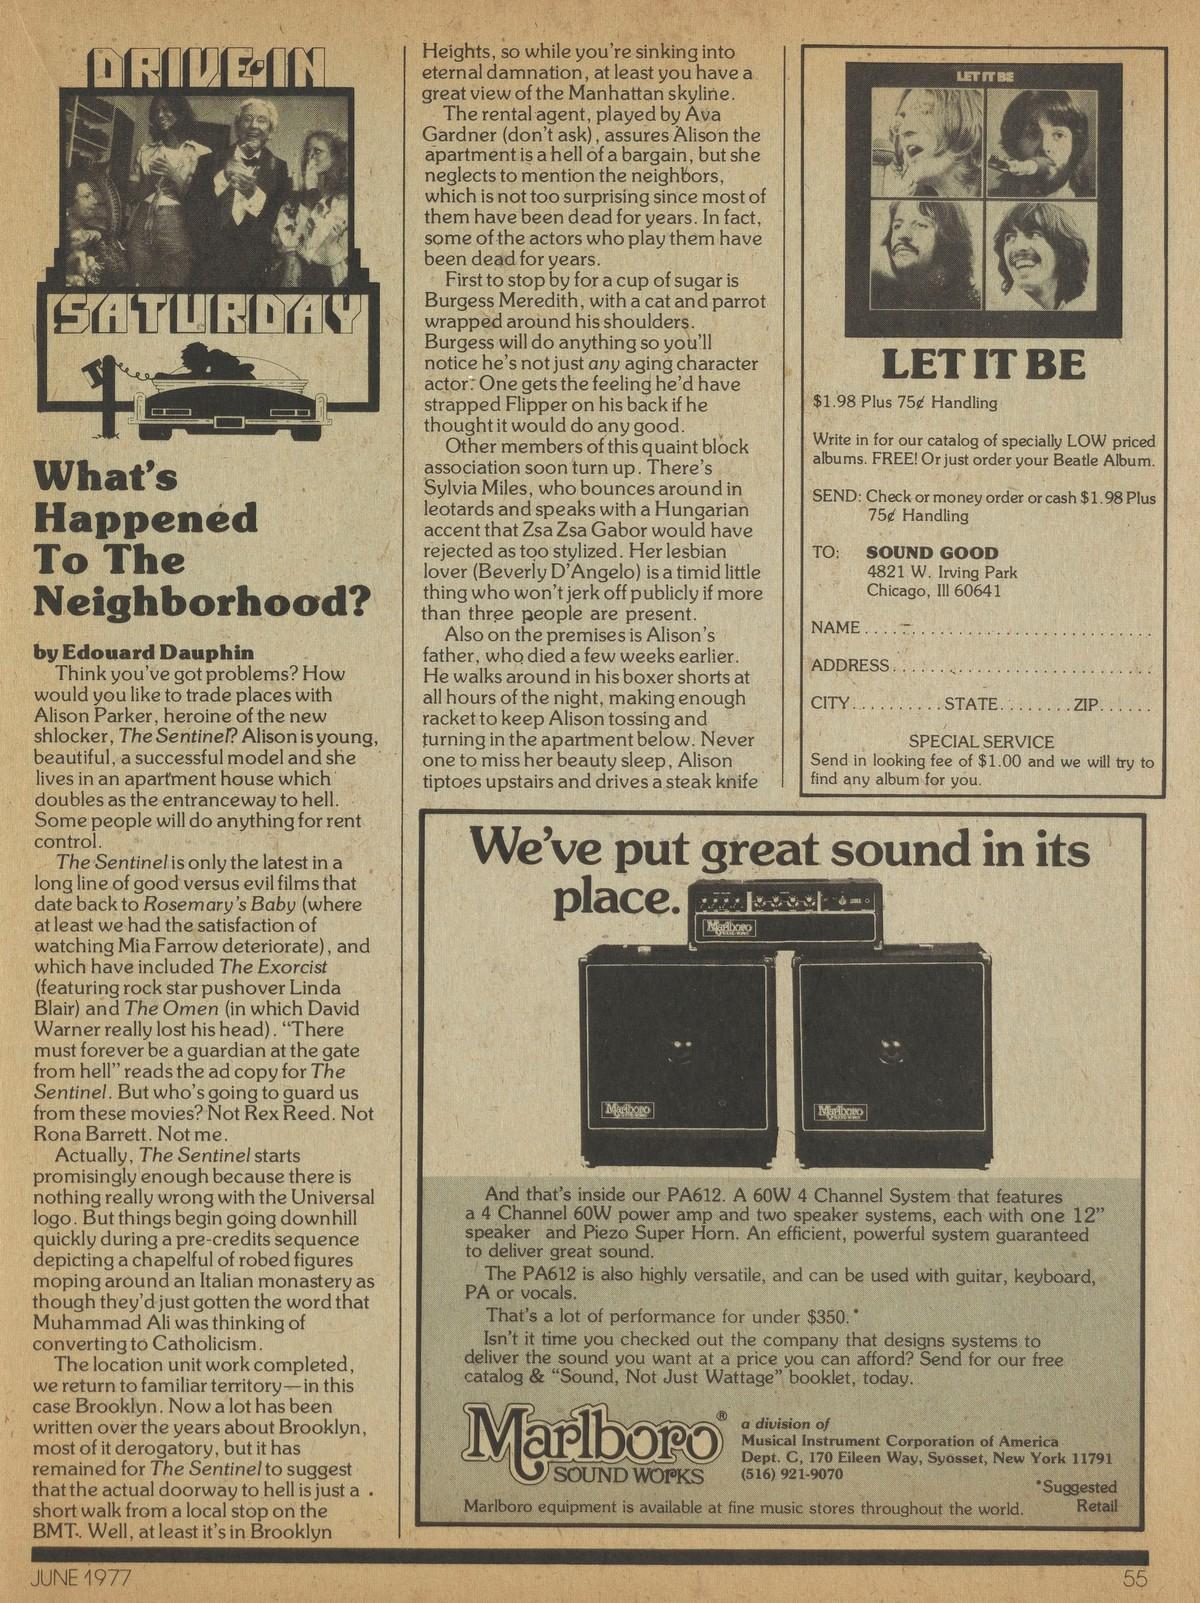 DRIVE-IN
SATURDAY
What's
Happened
To The
Neighborhood?
by Edouard Dauphin
Think you've got problems? How
would you like to trade places with
Alison Parker, heroine of the new
shlocker, The Sentinel? Alison is young,
beautiful, a successful model and she
lives in an apartment house which
doubles as the entranceway to hell.
Some people will do anything for rent
control.
The Sentinel is only the latest in a
long line of good versus evil films that
date back to Rosemary's Baby (where
at least we had the satisfaction of
watching Mia Farrow deteriorate), and
which have included The Exorcist
(featuring rock star pushover Linda
Blair) and The Omen (in which David
Warner really lost his head). "There
must forever be a guardian at the gate
from hell" reads the ad copy for The
Sentinel. But who's going to guard us
from these movies? Not Rex Reed. Not
Rona Barrett. Not me.
Actually, The Sentinel starts
promisingly enough because there is
nothing really wrong with the Universal
logo. But things begin going downhill
quickly during a pre-credits sequence
depicting a chapelful of robed figures
moping around an Italian monastery as
though they'd just gotten the word that
Muhammad Ali was thinking of
converting to Catholicism.
The location unit work completed,
we return to familiar territory—in this
case Brooklyn. Now a lot has been
written over the years about Brooklyn,
most of it derogatory, but it has
remained for The Sentinel to suggest
that the actual doorway to hell is just a
short walk from a local stop on the
BMT. Well, at least it's in Brooklyn
Heights, so while you're sinking into
eternal damnation, at least you have a
great view of the Manhattan skyline.
The rental agent, played by Ava
Gardner (don't ask), assures Alison the
apartment is a hell of a bargain, but she
neglects to mention the neighbors,
which is not too surprising since most of
them have been dead for years. In fact,
some of the actors who play them have
been dead for years.
First to stop by for a cup of sugar is
Burgess Meredith, with a cat and parrot
wrapped around his shoulders.
Burgess will do anything so you'll
notice he's not just any aging character
actor. One gets the feeling he'd have
strapped Flipper on his back if he
thought it would do any good.
Other members of this quaint block
association soon turn up. There's
Sylvia Miles, who bounces around in
leotards and speaks with a Hungarian
accent that Zsa Zsa Gabor would have
rejected as too stylized. Her lesbian
lover (Beverly D'Angelo) is a timid little
thing who won't jerk off publicly if more
than three people are present.
Also on the premises is Alison's
father, who died a few weeks earlier.
He walks around in his boxer shorts at
all hours of the night, making enough
racket to keep Alison tossing and
turning in the apartment below. Never
one to miss her beauty sleep, Alison
tiptoes upstairs and drives a steak knife
LET IT BE
LET IT BE
$1.98 Plus 75¢ Handling
Write in for our catalog of specially LOW priced
albums. FREE! Or just order your Beatle Album.
SEND: Check or money order or cash $1.98 Plus
75¢ Handling
TO: SOUND GOOD
4821 W. Irving Park
Chicago, Ill 60641
NAME
ADDRESS
CITY STATE ZIP
SPECIAL SERVICE
Send in looking fee of $1.00 and we will try to
find any album for you.
We've put great sound in its
place.
Marlboro
Marlboro
Marlboro
And that's inside our PA612. A 60W 4 Channel System that features
a 4 Channel 60W power amp and two speaker systems, each with one 12"
speaker and Piezo Super Horn. An efficient, powerful system guaranteed
to deliver great sound.
The PA612 is also highly versatile, and can be used with guitar, keyboard,
PA or vocals.
That's a lot of performance for under $350.*
Isn't it time you checked out the company that designs systems to
deliver the sound you want at a price you can afford? Send for our free
catalog & "Sound, Not Just Wattage" booklet, today.
Marlboro®
SOUND WORKS
a division of
Musical Instrument Corporation of America
Dept. C, 170 Eileen Way, Syosset, New York 11791
(516) 921-9070
*Suggested
Retail
Marlboro equipment is available at fine music stores throughout the world.
JUNE 1977
55